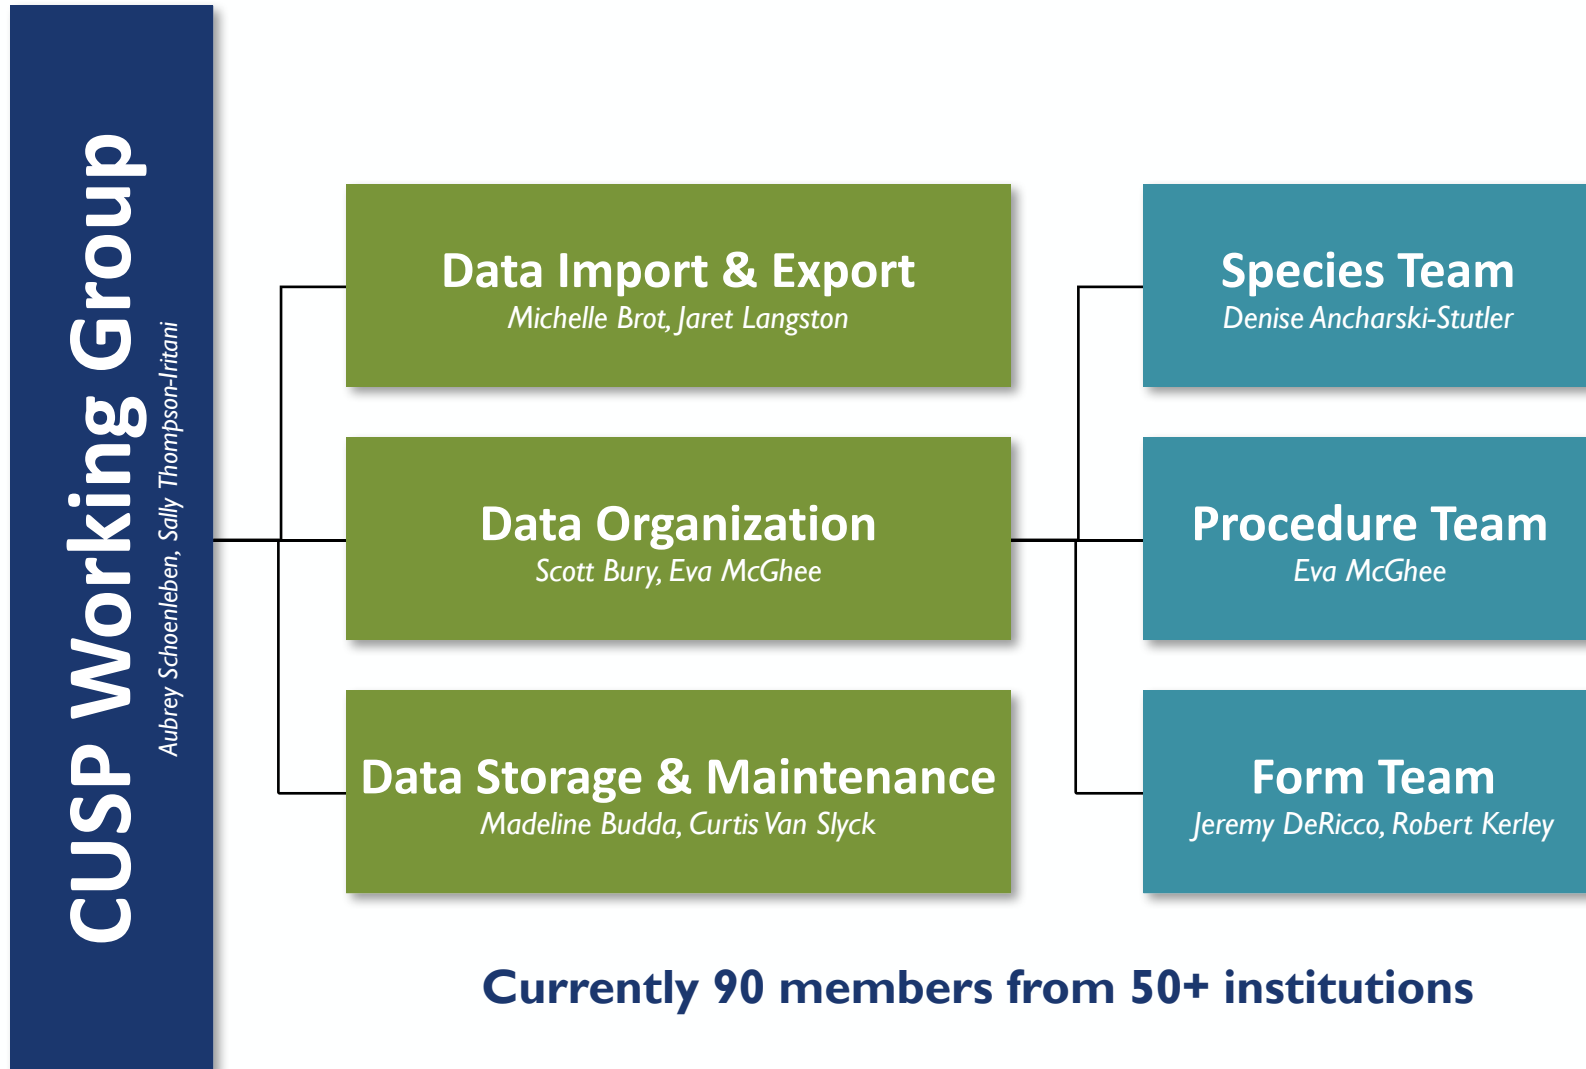 CUSP Working Group
Aubrey Schoenleben, Sally Thompson-Iritani
Data Import & Export
Michelle Brot, Jaret Langston
Data Organization
Scott Bury, Eva McGhee
Data Storage & Maintenance
Madeline Budda, Curtis Van Slyck
Species Team
Denise Ancharski-Stutler
Procedure Team
Eva McGhee
Form Team
Jeremy DeRicco, Robert Kerley
Currently 90 members from 50+ institutions